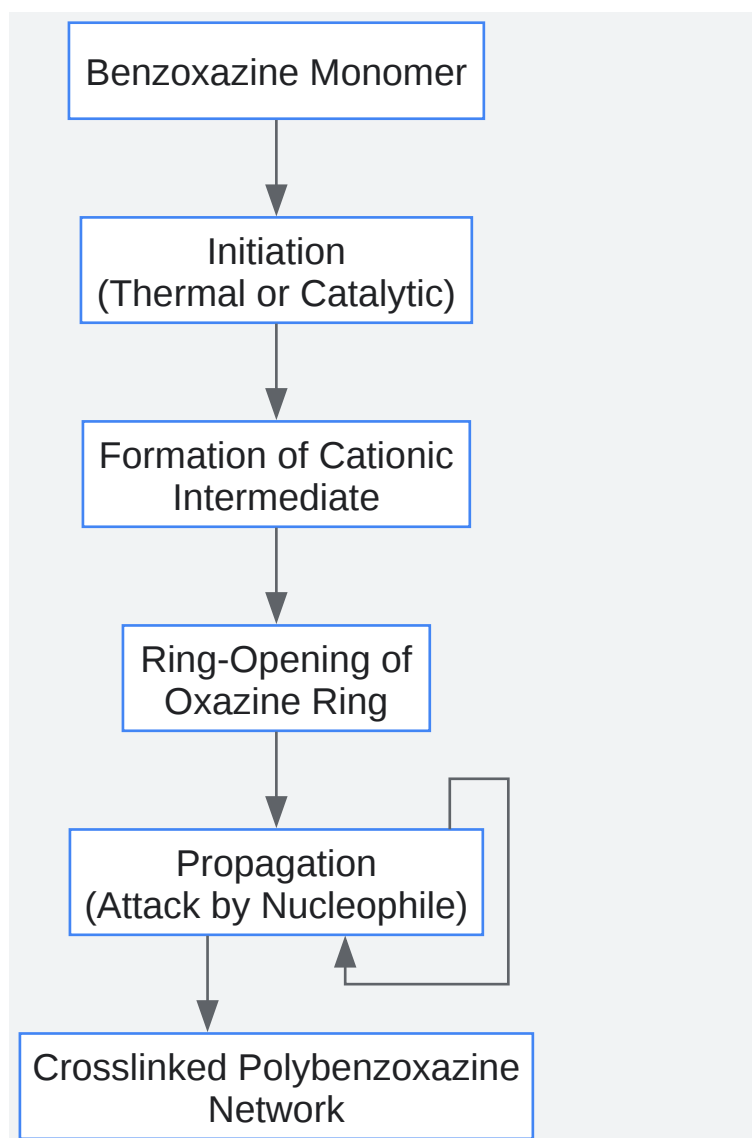 Benzoxazine Monomer
Initiation
(Thermal or Catalytic)
Formation of Cationic
Intermediate
Ring-Opening of
Oxazine Ring
Propagation
(Attack by Nucleophile)
Crosslinked Polybenzoxazine
Network